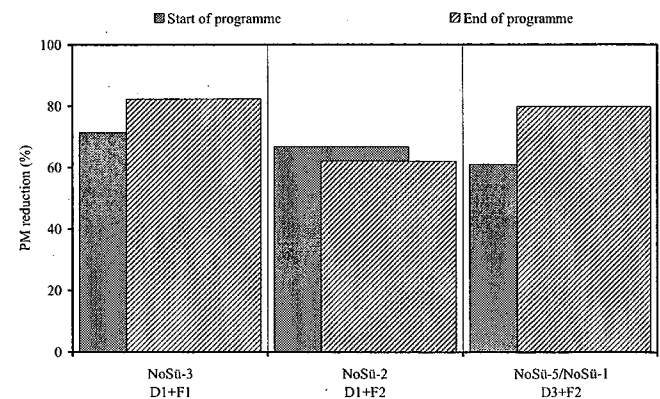 Start of programme End of programme
100
80
60
40
20
0
PM reduction (%)
NoSü-3 NoSü-2 NoSü-5/NoSü-1
D1+F1 D1+F2 D3+F2